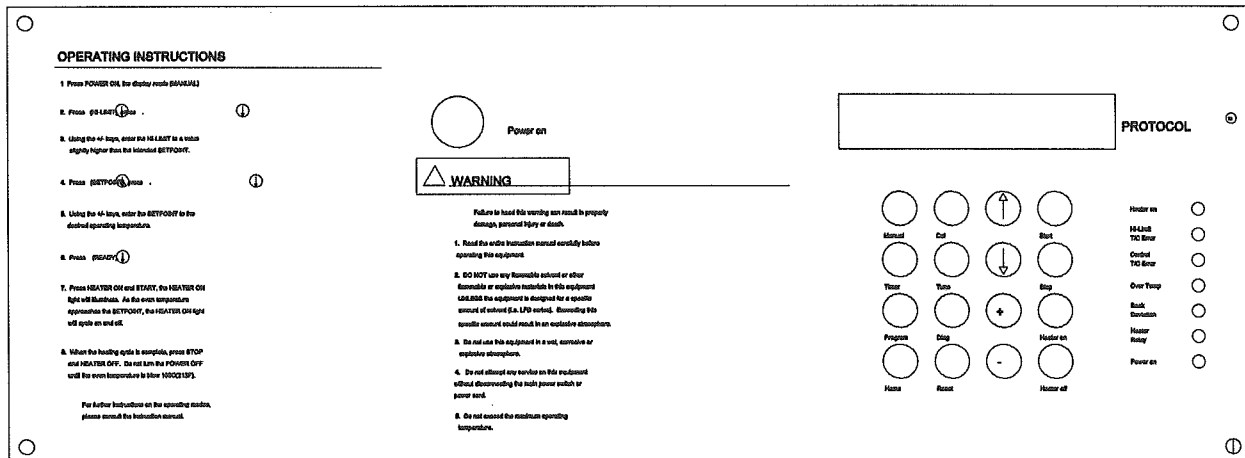 OPERATING INSTRUCTIONS
1 Press POWER ON, the display reads (MANUAL)
2. Press (HI-LIMIT), press .
3. Using the +/- keys, enter the HI-LIMIT to a value
slightly higher than the intended SETPOINT.
4. Press (SETPOINT), press .
5. Using the +/- keys, enter the SETPOINT to the
desired operating temperature.
6. Press (READY)
7. Press HEATER ON and START, the HEATER ON
light will illuminate. As the oven temperature
approaches the SETPOINT, the HEATER ON light
will cycle on and off.
8. When the heating cycle is complete, press STOP
and HEATER OFF. Do not turn the POWER OFF
until the oven temperature is blow 100C(212F).
For further instructions on the operating modes,
please consult the instruction manual.
Power on
WARNING
Failure to heed this warning can result in property
damage, personal injury or death.
1. Read the entire instruction manual carefully before
operating this equipment
2. DO NOT use any flammable solvent or other
flammable or explosive materials in this equipment
UNLESS the equipment is designed for a specific
amount of solvent (i.e. LFD series). Exceeding this
specific amount could result in an explosive atmosphere.
3. Do not use this equipment in a wet, corrosive or
explosive atmosphere.
4. Do not attempt any service on this equipment
without disconnecting the main power switch or
power cord.
5. Do not exceed the maximum operating
temperature.
PROTOCOL
Manual Cal Start
Timer Tune Stop
Program Diag + Heater on
Home Reset - Heater off
Heater on
Hi-Limit
T/C Error
Control
T/C Error
Over Temp
Soak
Deviation
Heater
Relay
Power on